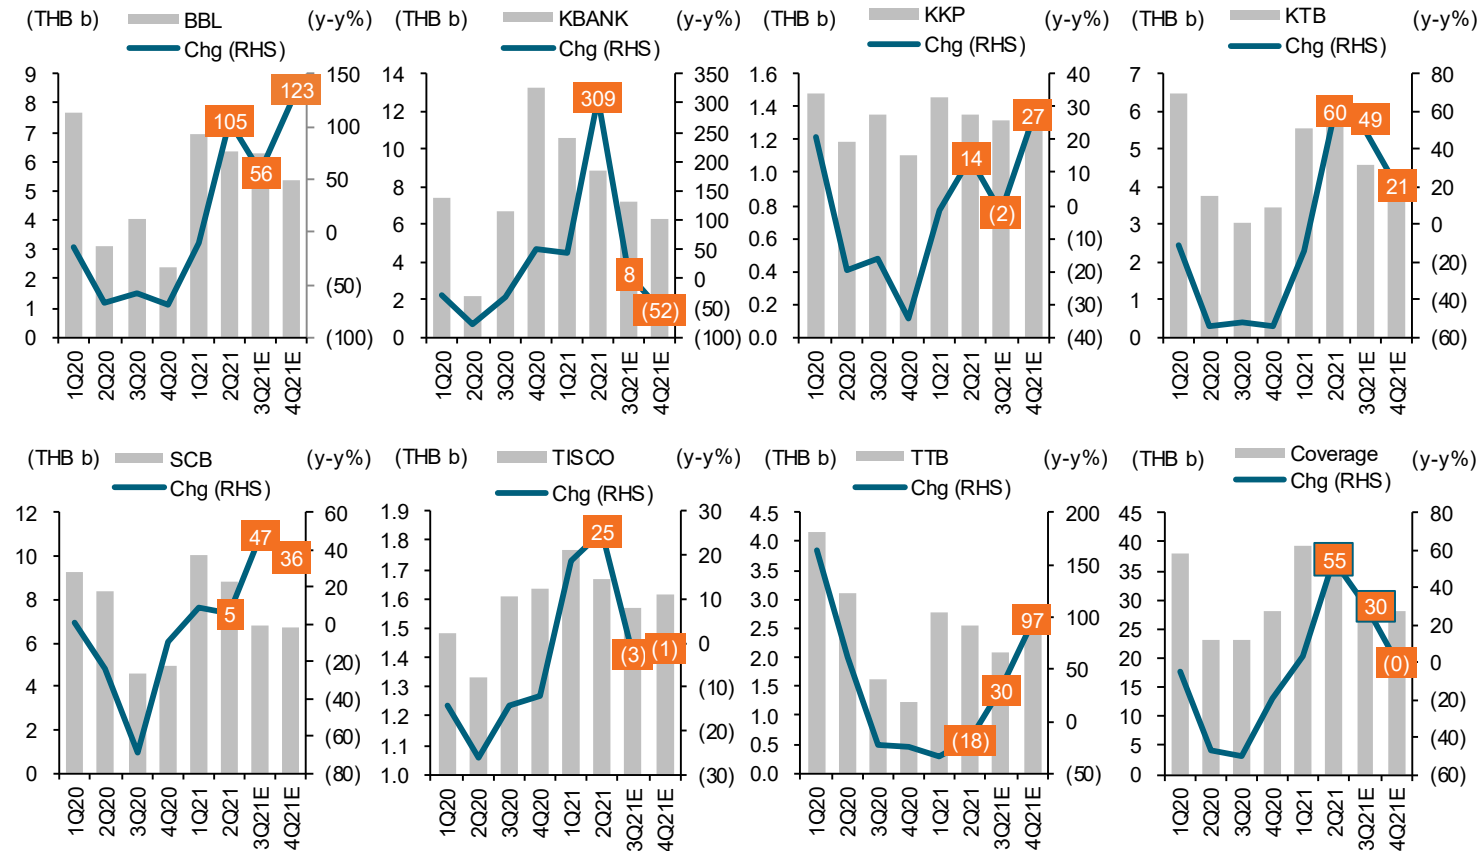 (THB b) BBL (y-y%)
Chg (RHS)
9 8 7 6 5 4 3 2 1 0
150 100 50 0 (50) (100)
105 56 123
1Q20 2Q20 3Q20 4Q20 1Q21 2Q21 3Q21E 4Q21E
(THB b) KBANK (y-y%)
Chg (RHS)
14 12 10 8 6 4 2 0
350 300 250 200 150 100 50 0 (50) (100)
309 8 (52)
1Q20 2Q20 3Q20 4Q20 1Q21 2Q21 3Q21E 4Q21E
(THB b) KKP (y-y%)
Chg (RHS)
1.6 1.4 1.2 1.0 0.8 0.6 0.4 0.2 0.0
40 30 20 10 0 (10) (20) (30) (40)
14 (2) 27
1Q20 2Q20 3Q20 4Q20 1Q21 2Q21 3Q21E 4Q21E
(THB b) KTB (y-y%)
Chg (RHS)
7 6 5 4 3 2 1 0
80 60 40 20 0 (20) (40) (60)
60 49 21
1Q20 2Q20 3Q20 4Q20 1Q21 2Q21 3Q21E 4Q21E
(THB b) SCB (y-y%)
Chg (RHS)
12 10 8 6 4 2 0
60 40 20 0 (20) (40) (60) (80)
5 47 36
1Q20 2Q20 3Q20 4Q20 1Q21 2Q21 3Q21E 4Q21E
(THB b) TISCO (y-y%)
Chg (RHS)
1.9 1.8 1.7 1.6 1.5 1.4 1.3 1.2 1.1 1.0
30 20 10 0 (10) (20) (30)
25 (3) (1)
1Q20 2Q20 3Q20 4Q20 1Q21 2Q21 3Q21E 4Q21E
(THB b) TTB (y-y%)
Chg (RHS)
4.5 4.0 3.5 3.0 2.5 2.0 1.5 1.0 0.5 0.0
200 150 100 50 0 (50)
(18) 30 97
1Q20 2Q20 3Q20 4Q20 1Q21 2Q21 3Q21E 4Q21E
(THB b) Coverage (y-y%)
Chg (RHS)
45 40 35 30 25 20 15 10 5 0
80 60 40 20 0 (20) (40) (60)
55 30 (0)
1Q20 2Q20 3Q20 4Q20 1Q21 2Q21 3Q21E 4Q21E